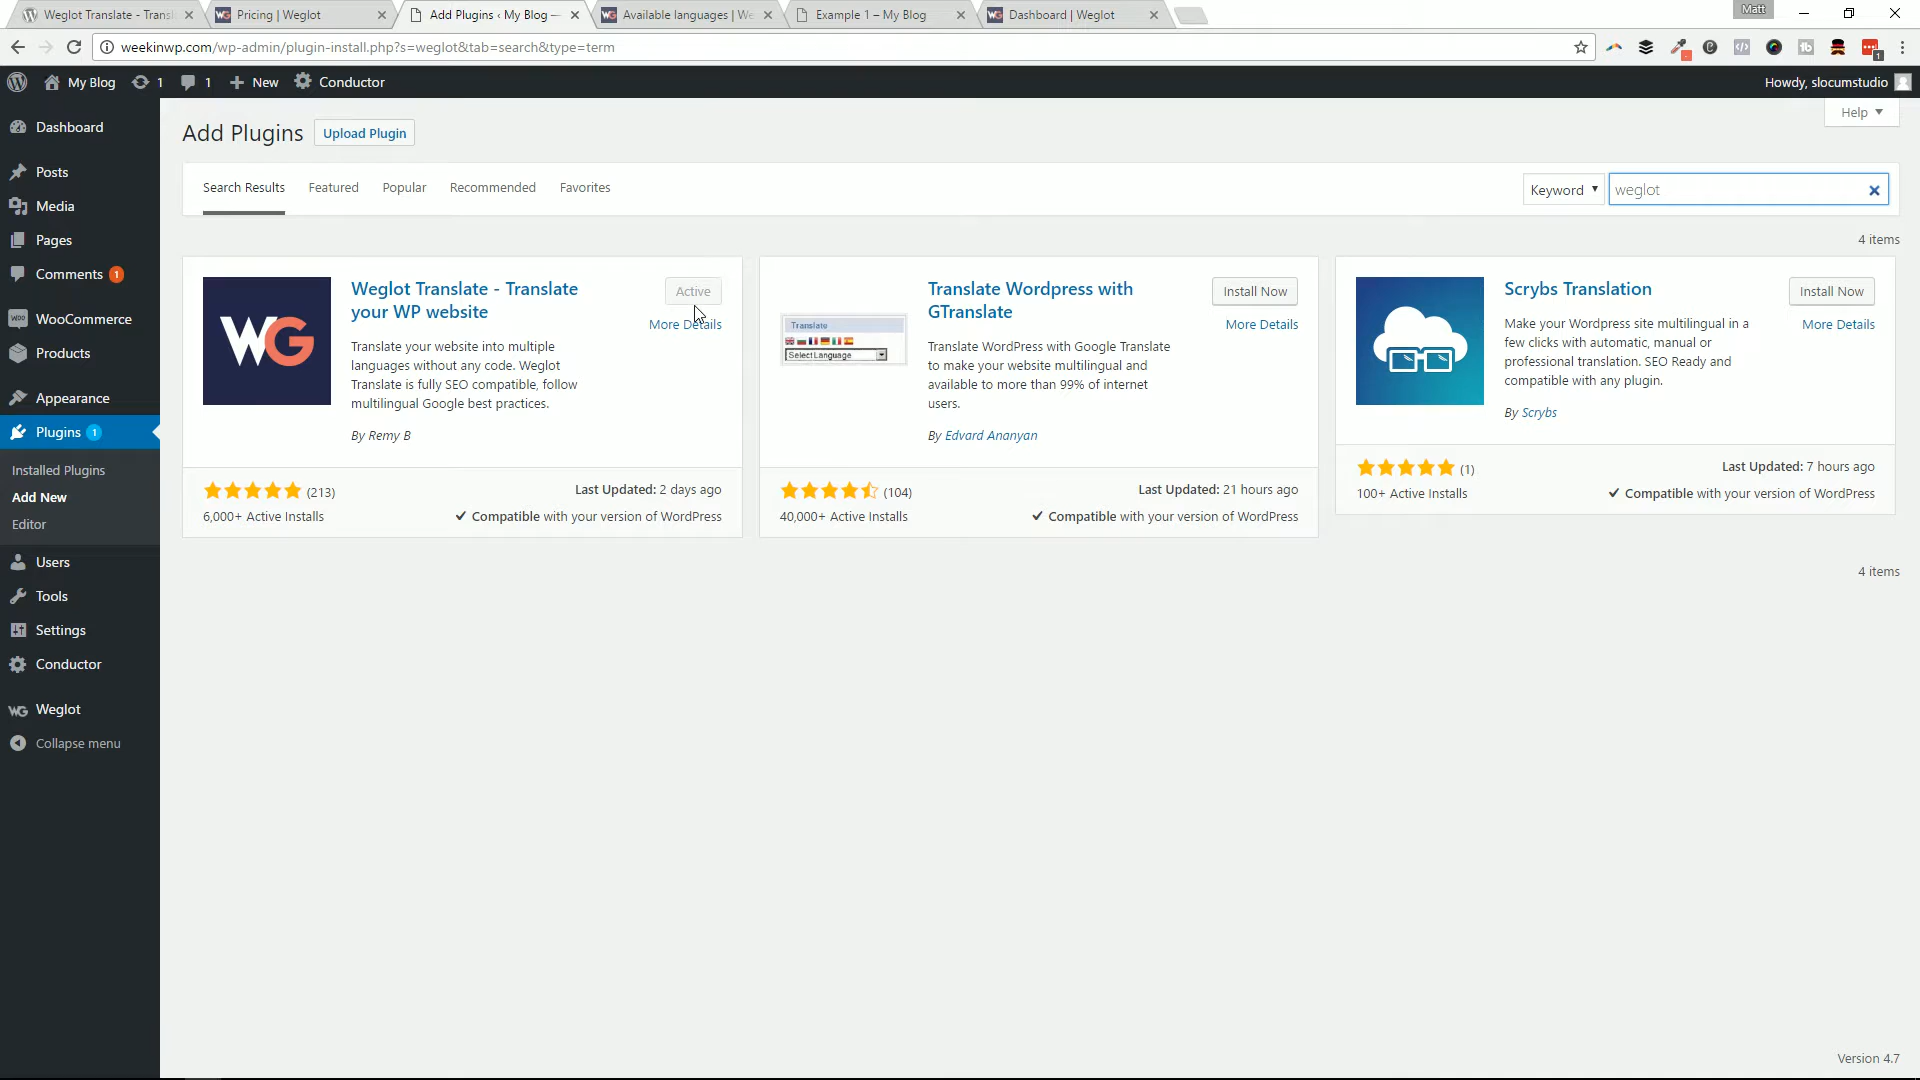 Weglot Translate - Transl
Pricing | Weglot
Add Plugins ‹ My Blog —
Available languages | We
Example 1 – My Blog
Dashboard | Weglot
Matt
weekinwp.com/wp-admin/plugin-install.php?s=weglot&tab=search&type=term
My Blog
1
1
New
Conductor
Howdy, slocumstudio
Dashboard
Posts
Media
Pages
Comments 1
WooCommerce
Products
Appearance
Plugins 1
Installed Plugins
Add New
Editor
Users
Tools
Settings
Conductor
Weglot
Collapse menu
Add Plugins
Upload Plugin
Help
Search Results
Featured
Popular
Recommended
Favorites
Keyword
weglot
4 items
WG
Weglot Translate - Translate
your WP website
Active
More Details
Translate your website into multiple
languages without any code. Weglot
Translate is fully SEO compatible, follow
multilingual Google best practices.
By Remy B
(213)
6,000+ Active Installs
Last Updated: 2 days ago
Compatible with your version of WordPress
Translate
Select Language
Translate Wordpress with
GTranslate
Install Now
More Details
Translate WordPress with Google Translate
to make your website multilingual and
available to more than 99% of internet
users.
By Edvard Ananyan
(104)
40,000+ Active Installs
Last Updated: 21 hours ago
Compatible with your version of WordPress
Scrybs Translation
Install Now
More Details
Make your Wordpress site multilingual in a
few clicks with automatic, manual or
professional translation. SEO Ready and
compatible with any plugin.
By Scrybs
(1)
100+ Active Installs
Last Updated: 7 hours ago
Compatible with your version of WordPress
4 items
Version 4.7